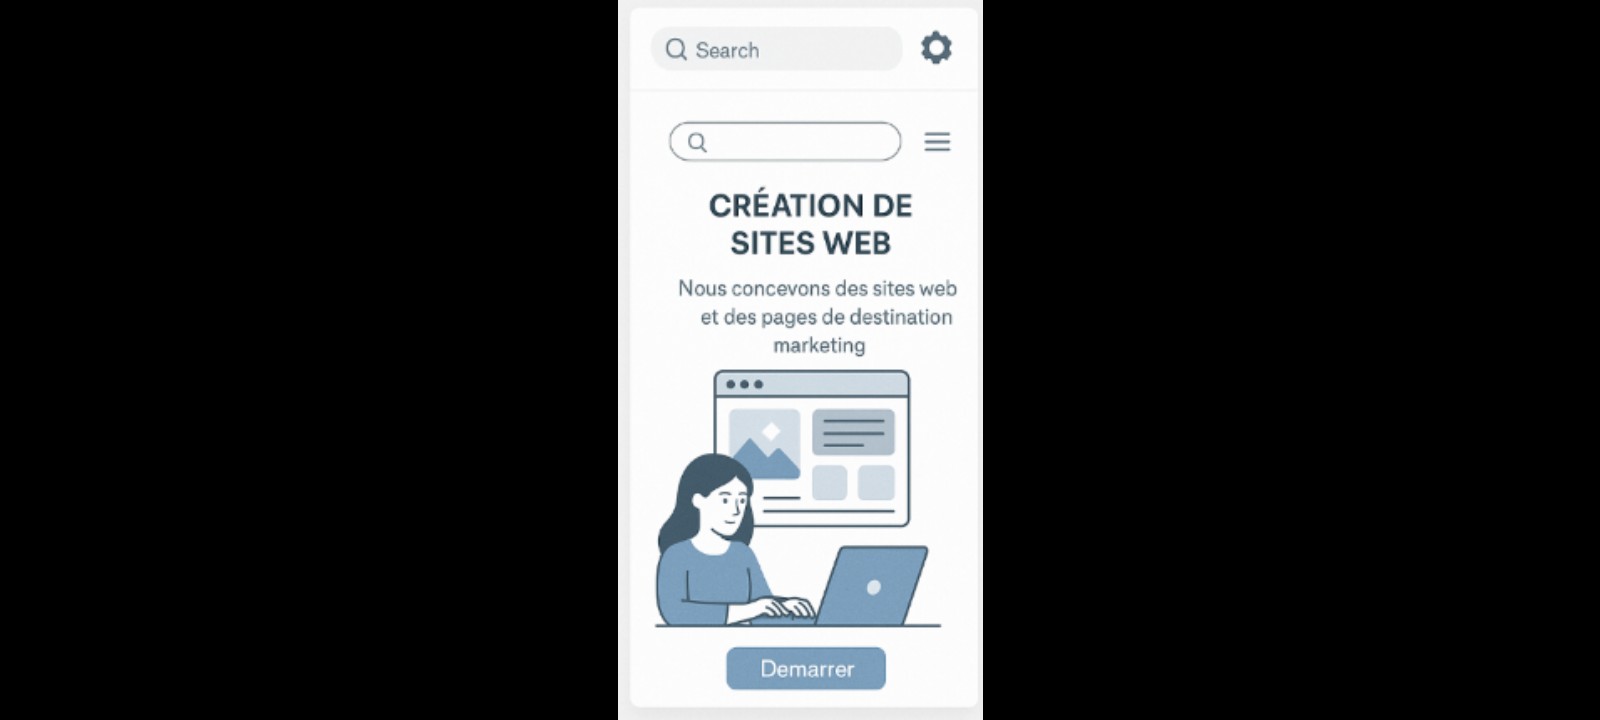 Search
CRÉATION DE
SITES WEB
Nous concevons des sites web
et des pages de destination
marketing
Demarrer